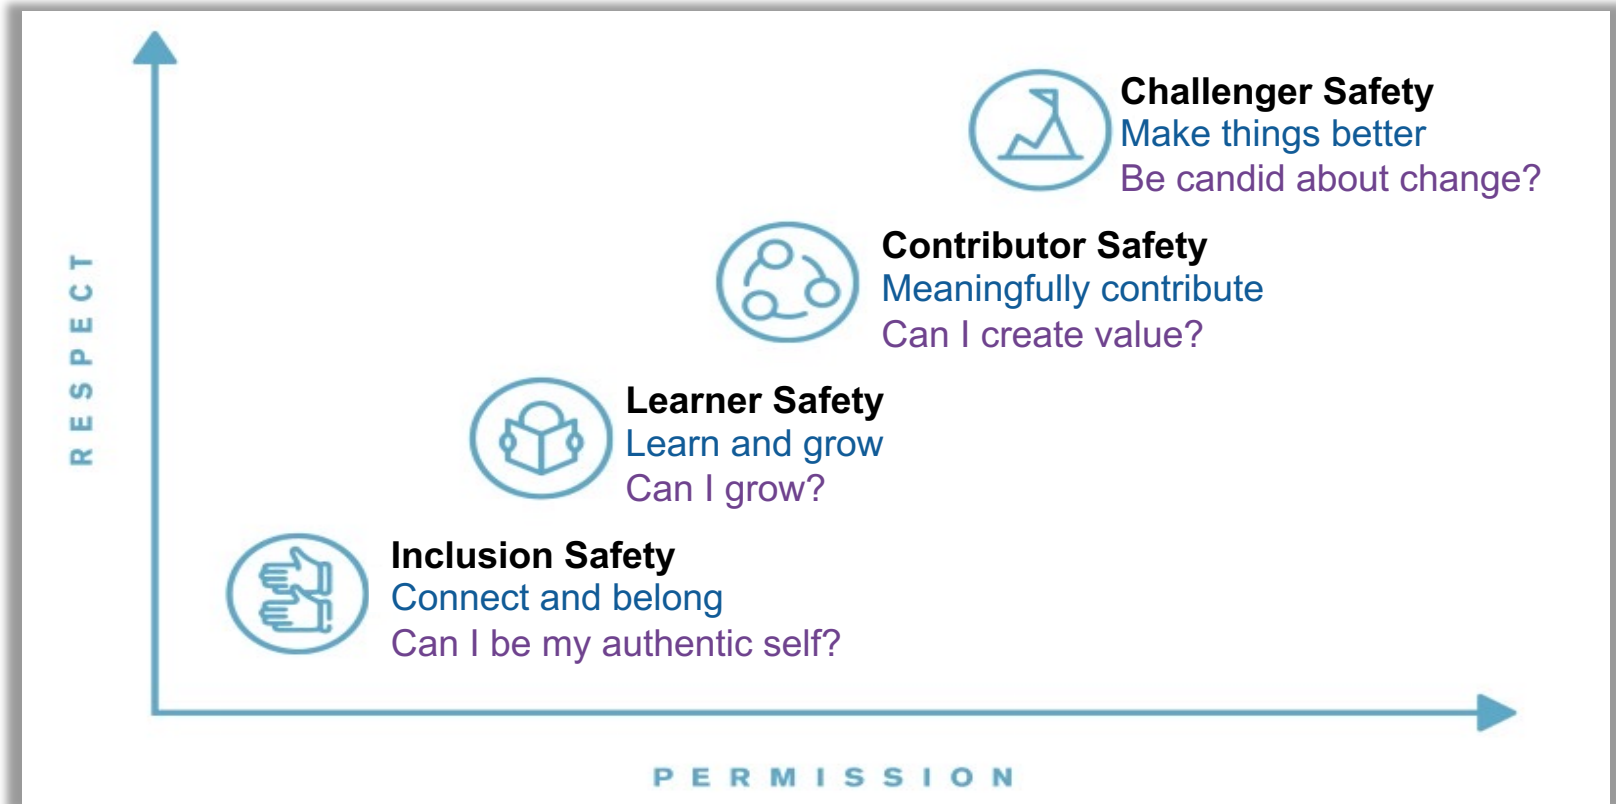 Challenger Safety
Make things better
Be candid about change?
Contributor Safety
Meaningfully contribute
Can I create value?
Learner Safety
Learn and grow
Can I grow?
Inclusion Safety
Connect and belong
Can I be my authentic self?
RESPECT
PERMISSION